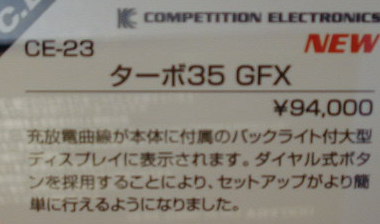 COMPETITION ELECTRONICS
CE-23
NEW
ターボ35 GFX
¥94,000
充放電曲線が本体に付属のバックライト付大型
ディスプレイに表示されます。ダイヤル式ボタ
ンを採用することにより、セットアップがより簡
単に行えるようになりました。